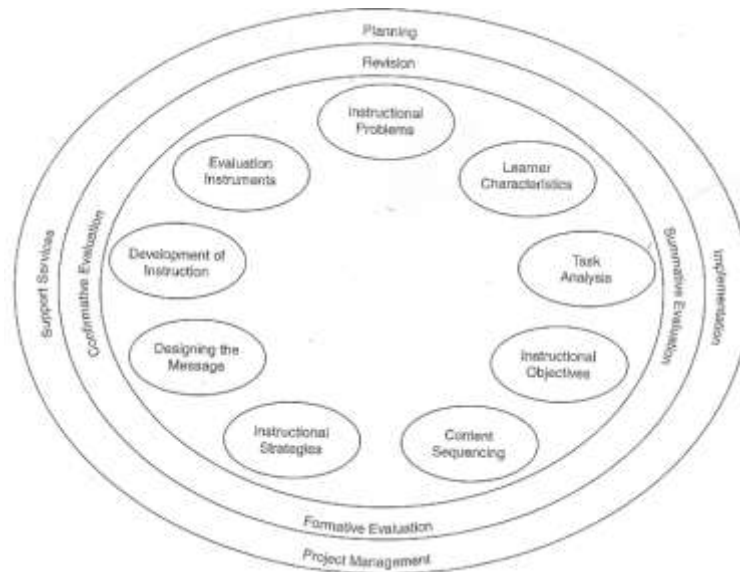 Planning
Revision
Instructional
Problems
Learner
Characteristics
Task
Analysis
Instructional
Objectives
Content
Sequencing
Instructional
Strategies
Designing the
Message
Development of
Instruction
Evaluation
Instruments
Support Services
Confirmative Evaluation
Summative Evaluation
Implementation
Formative Evaluation
Project Management